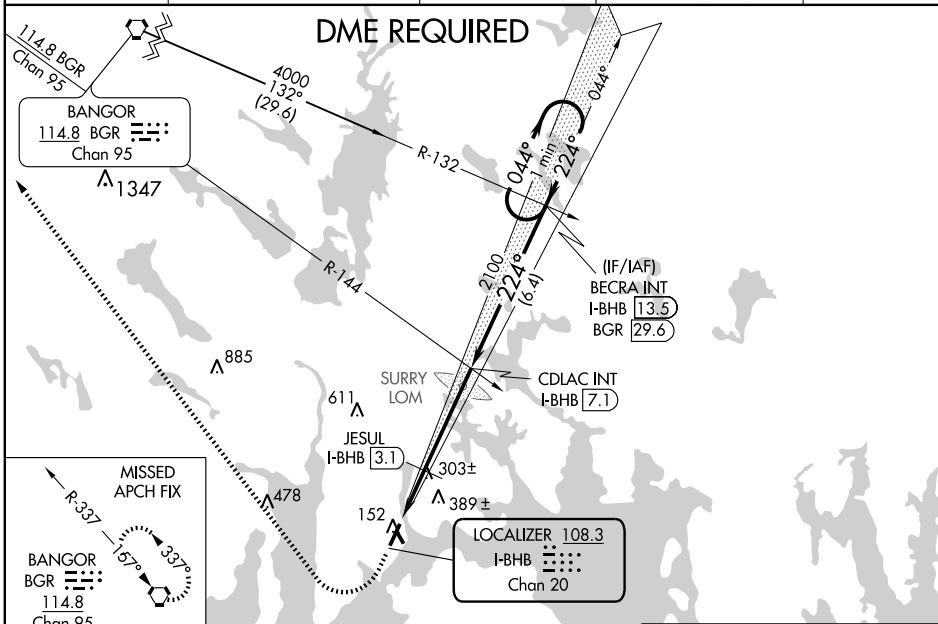 DME REQUIRED
114.8 BGR
Chan 95
BANGOR
114.8 BGR
Chan 95
4000
132°
(29.6)
R-132
044°
044°
1 min
224°
1347
R-144
2100
224°
(6.4)
(IF/IAF)
BECRA INT
I-BHB 13.5
BGR 29.6
885
SURRY
LOM
CDLAC INT
I-BHB 7.1
611
JESUL
I-BHB 3.1
303±
389±
478
152
LOCALIZER 108.3
I-BHB
Chan 20
MISSED
APCH FIX
R-337
157°
337°
BANGOR
BGR
114.8
Chan 95